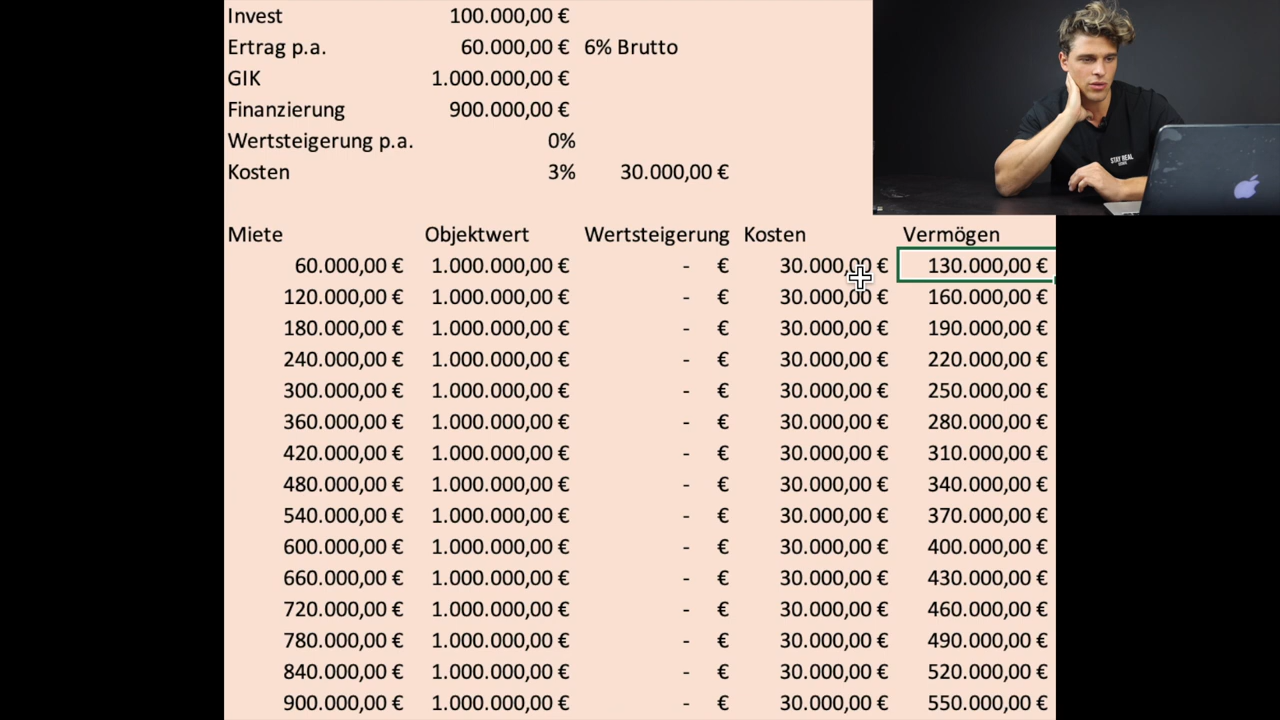 Invest 100.000,00 €
Ertrag p.a. 60.000,00 € 6% Brutto
GIK 1.000.000,00 €
Finanzierung 900.000,00 €
Wertsteigerung p.a. 0%
Kosten 3% 30.000,00 €
STAY REAL
Miete Objektwert Wertsteigerung Kosten Vermögen
60.000,00 € 1.000.000,00 € - € 30.000,00 € 130.000,00 €
120.000,00 € 1.000.000,00 € - € 30.000,00 € 160.000,00 €
180.000,00 € 1.000.000,00 € - € 30.000,00 € 190.000,00 €
240.000,00 € 1.000.000,00 € - € 30.000,00 € 220.000,00 €
300.000,00 € 1.000.000,00 € - € 30.000,00 € 250.000,00 €
360.000,00 € 1.000.000,00 € - € 30.000,00 € 280.000,00 €
420.000,00 € 1.000.000,00 € - € 30.000,00 € 310.000,00 €
480.000,00 € 1.000.000,00 € - € 30.000,00 € 340.000,00 €
540.000,00 € 1.000.000,00 € - € 30.000,00 € 370.000,00 €
600.000,00 € 1.000.000,00 € - € 30.000,00 € 400.000,00 €
660.000,00 € 1.000.000,00 € - € 30.000,00 € 430.000,00 €
720.000,00 € 1.000.000,00 € - € 30.000,00 € 460.000,00 €
780.000,00 € 1.000.000,00 € - € 30.000,00 € 490.000,00 €
840.000,00 € 1.000.000,00 € - € 30.000,00 € 520.000,00 €
900.000,00 € 1.000.000,00 € - € 30.000,00 € 550.000,00 €